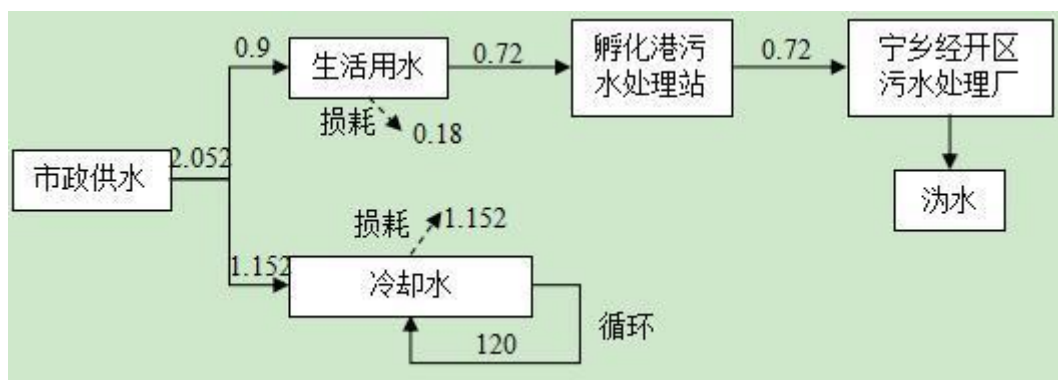 市政供水
2.052
0.9
生活用水
损耗
0.18
0.72
孵化港污
水处理站
0.72
宁乡经开区
污水处理厂
沩水
1.152
冷却水
损耗
1.152
120
循环